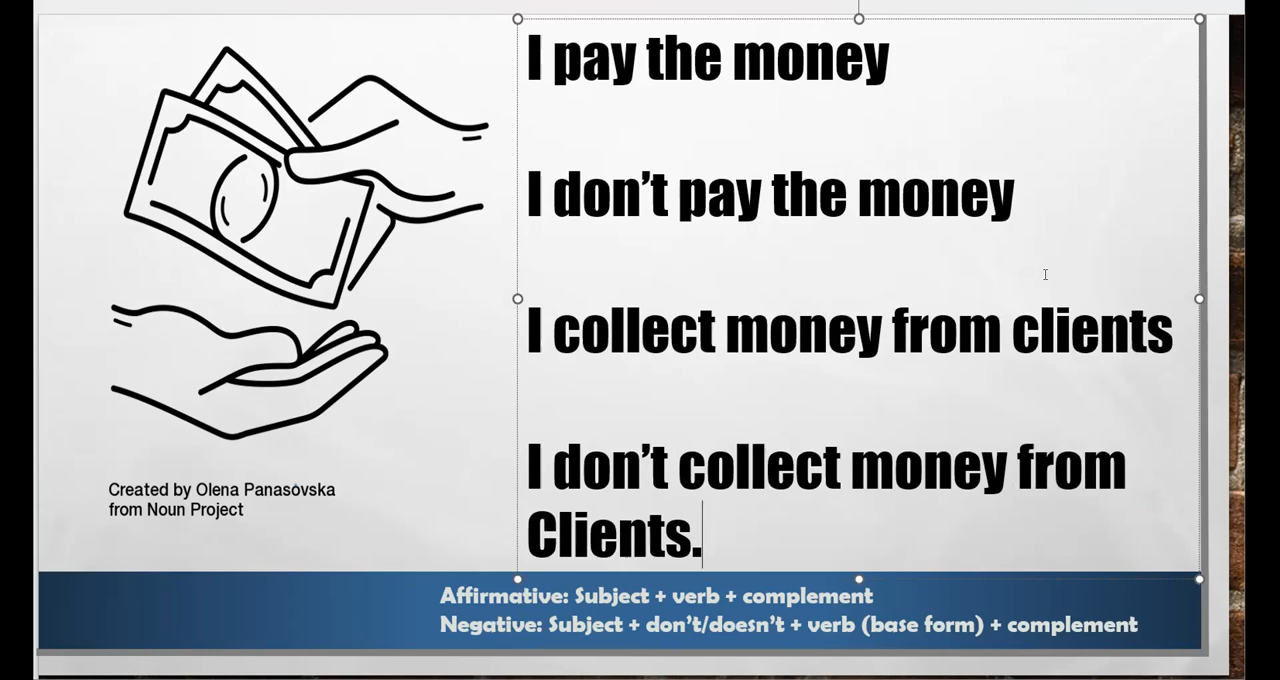 I pay the money
I don’t pay the money
I collect money from clients
I don’t collect money from
Clients.
Created by Olena Panasovska
from Noun Project
Affirmative: Subject + verb + complement
Negative: Subject + don’t/doesn’t + verb (base form) + complement